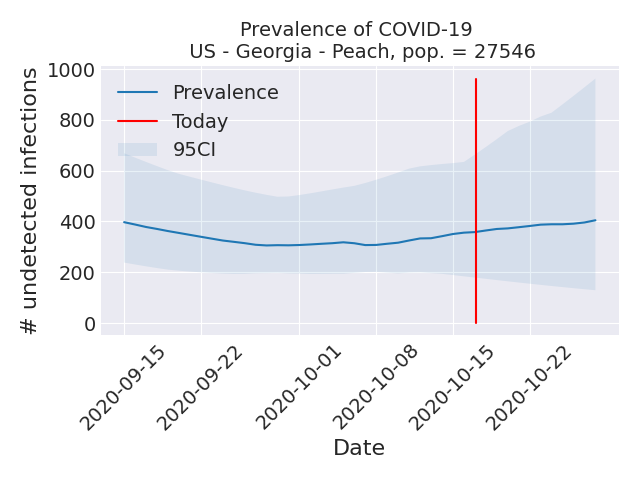 Prevalence of COVID-19
US - Georgia - Peach, pop. = 27546
# undetected infections
1000
800
600
400
200
0
Prevalence
Today
95CI
2020-09-15
2020-09-22
2020-10-01
2020-10-08
2020-10-15
2020-10-22
Date